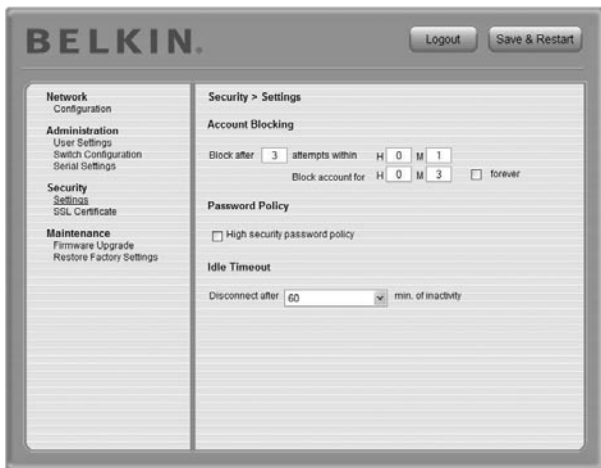 BELKIN.
Logout
Save & Restart
Network
Configuration
Administration
User Settings
Switch Configuration
Serial Settings
Security
Settings
SSL Certificate
Maintenance
Firmware Upgrade
Restore Factory Settings
Security > Settings
Account Blocking
Block after 3 attempts within H 0 M 1
Block account for H 0 M 3 forever
Password Policy
High security password policy
Idle Timeout
Disconnect after 60 min. of inactivity